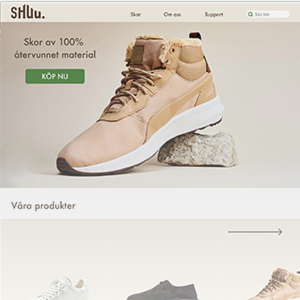 SHUU.
Skor
Om oss
Support
Sök här
Skor av 100%
återvunnet material
KÖP NU
Våra produkter